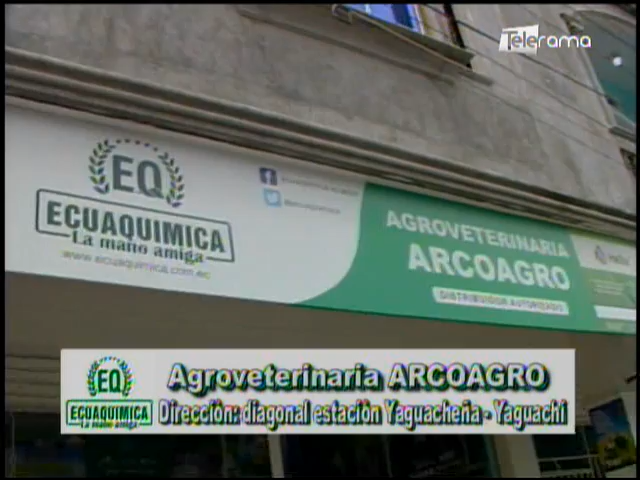 Telerama
EQ
ECUAQUIMICA
La mano amiga
www.ecuaquimica.com.ec
AGROVETERINARIA
ARCOAGRO
DISTRIBUIDOR AUTORIZADO
EQ
ECUAQUIMICA
La mano amiga
Agroveterinaria ARCOAGRO
Dirección: diagonal estación Yaguacheña - Yaguachi